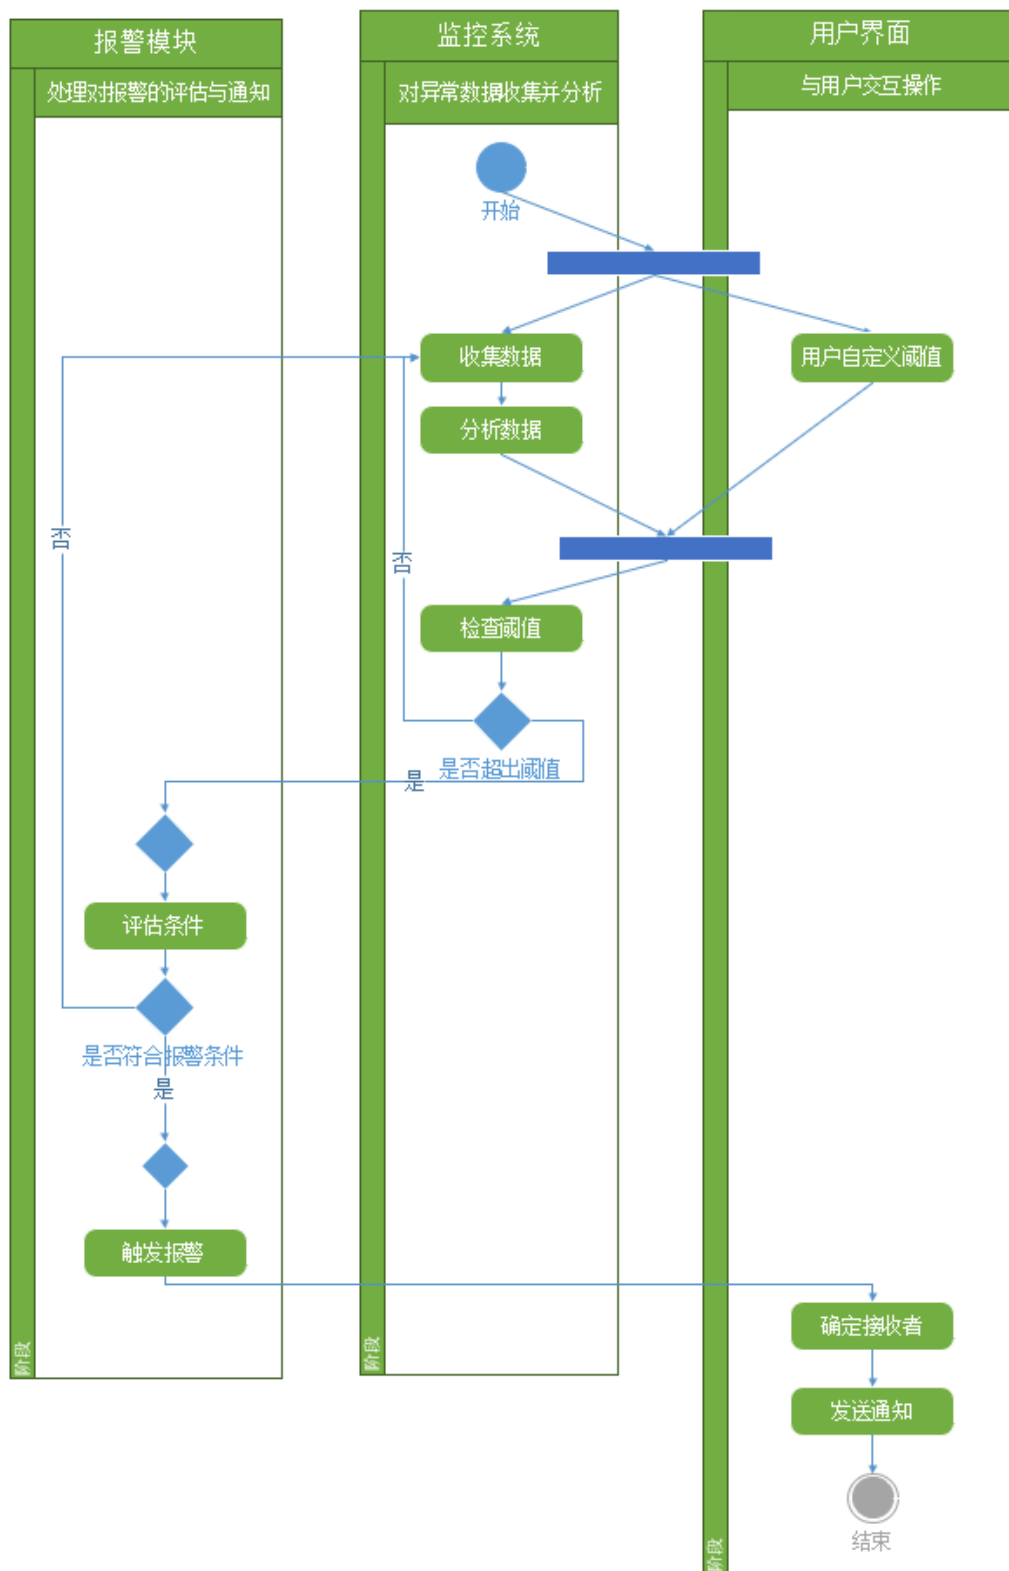 报警模块
处理对报警的评估与通知
监控系统
对异常数据收集并分析
用户界面
与用户交互操作
开始
收集数据
用户自定义阈值
分析数据
否
否
检查阈值
是否超出阈值
是
评估条件
是否符合报警条件
是
触发报警
确定接收者
阶段
阶段
发送通知
结束
阶段